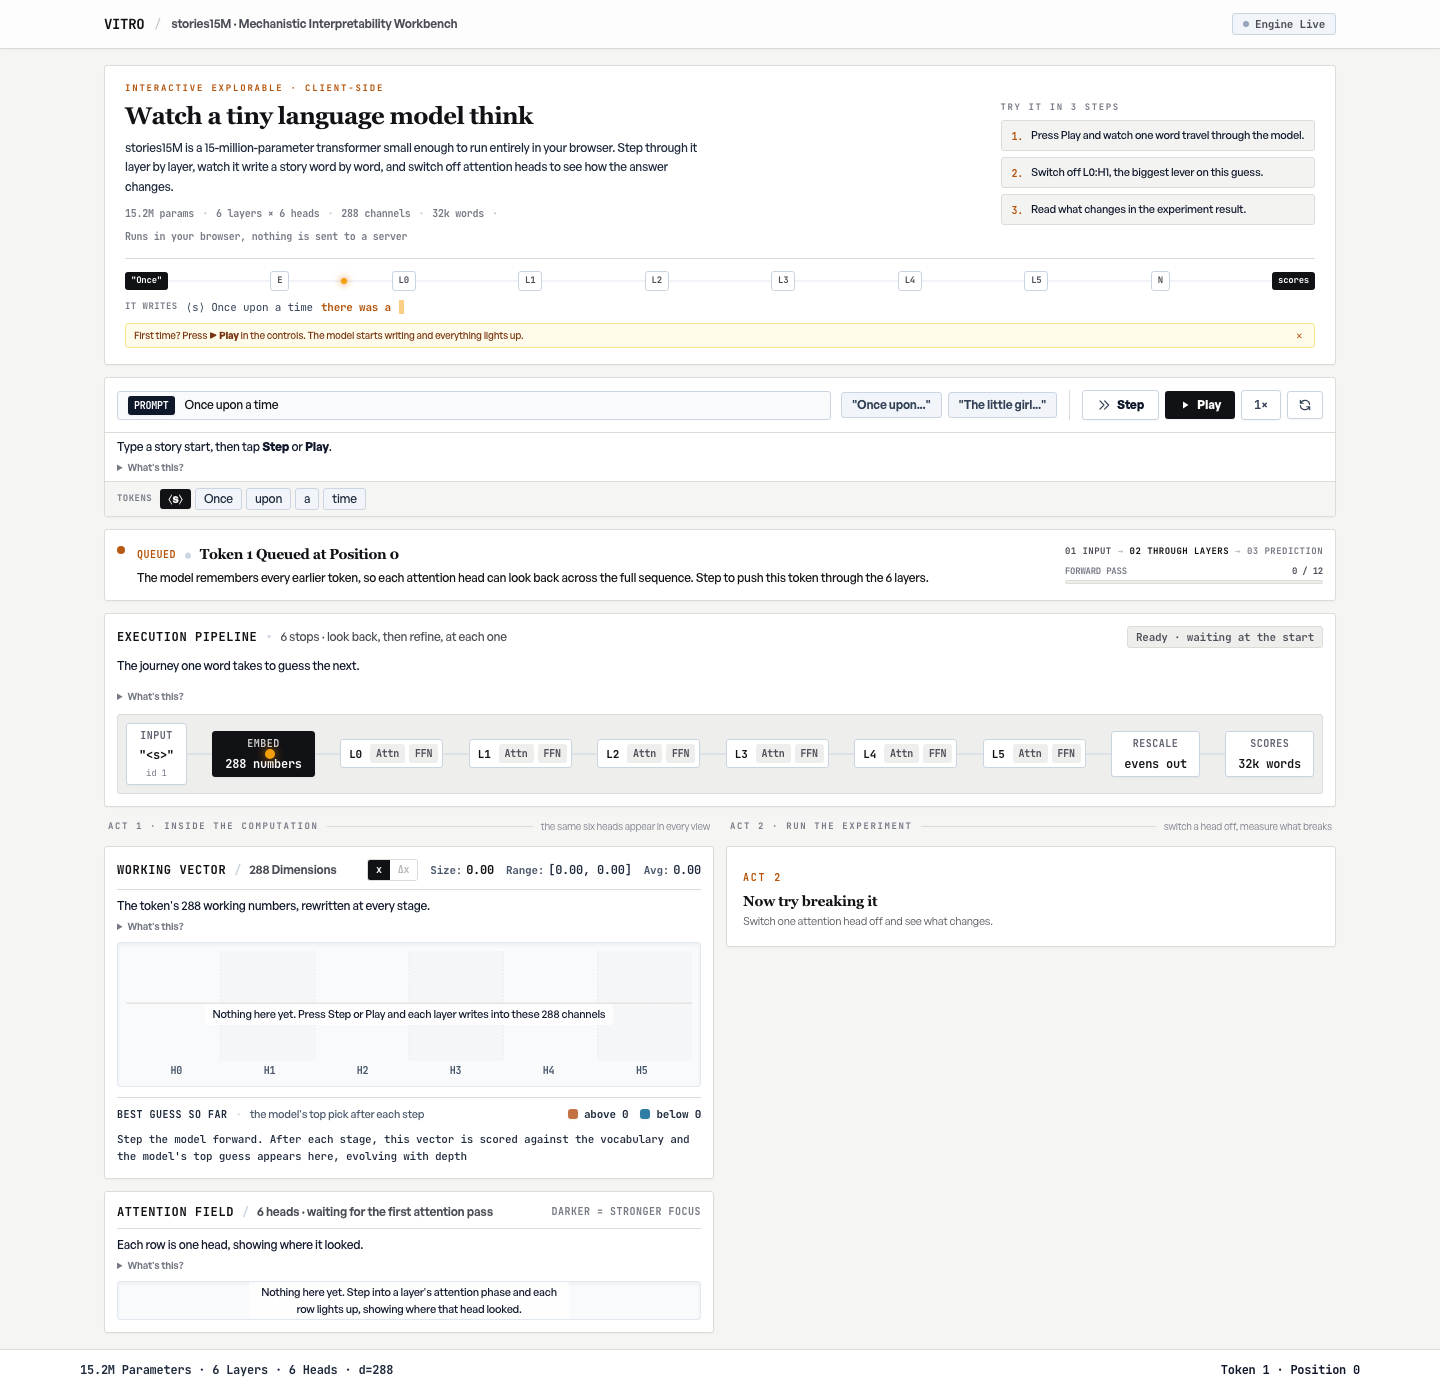 VITRO / stories15M · Mechanistic Interpretability Workbench
Engine Live
INTERACTIVE EXPLORABLE · CLIENT-SIDE
Watch a tiny language model think
stories15M is a 15-million-parameter transformer small enough to run entirely in your browser. Step through it
layer by layer, watch it write a story word by word, and switch off attention heads to see how the answer
changes.
15.2M params · 6 layers × 6 heads · 288 channels · 32k words ·
Runs in your browser, nothing is sent to a server
TRY IT IN 3 STEPS
1. Press Play and watch one word travel through the model.
2. Switch off L0:H1, the biggest lever on this guess.
3. Read what changes in the experiment result.
"Once" E L0 L1 L2 L3 L4 L5 N scores
IT WRITES ⟨s⟩ Once upon a time there was a
First time? Press ▶ Play in the controls. The model starts writing and everything lights up. ×
PROMPT Once upon a time
"Once upon..." "The little girl..." Step Play 1×
Type a story start, then tap Step or Play.
▶ What's this?
TOKENS ⟨s⟩ Once upon a time
QUEUED Token 1 Queued at Position 0
The model remembers every earlier token, so each attention head can look back across the full sequence. Step to push this token through the 6 layers.
01 INPUT → 02 THROUGH LAYERS → 03 PREDICTION
FORWARD PASS 0 / 12
EXECUTION PIPELINE · 6 stops · look back, then refine, at each one
Ready · waiting at the start
The journey one word takes to guess the next.
▶ What's this?
INPUT
"<s>"
id 1
EMBED
288 numbers
L0 Attn FFN
L1 Attn FFN
L2 Attn FFN
L3 Attn FFN
L4 Attn FFN
L5 Attn FFN
RESCALE
evens out
SCORES
32k words
ACT 1 · INSIDE THE COMPUTATION
the same six heads appear in every view
ACT 2 · RUN THE EXPERIMENT
switch a head off, measure what breaks
WORKING VECTOR / 288 Dimensions
x Δx Size: 0.00 Range: [0.00, 0.00] Avg: 0.00
The token's 288 working numbers, rewritten at every stage.
▶ What's this?
Nothing here yet. Press Step or Play and each layer writes into these 288 channels
H0 H1 H2 H3 H4 H5
BEST GUESS SO FAR · the model's top pick after each step
above 0 below 0
Step the model forward. After each stage, this vector is scored against the vocabulary and
the model's top guess appears here, evolving with depth
ACT 2
Now try breaking it
Switch one attention head off and see what changes.
ATTENTION FIELD / 6 heads · waiting for the first attention pass
DARKER = STRONGER FOCUS
Each row is one head, showing where it looked.
▶ What's this?
Nothing here yet. Step into a layer's attention phase and each
row lights up, showing where that head looked.
15.2M Parameters · 6 Layers · 6 Heads · d=288
Token 1 · Position 0